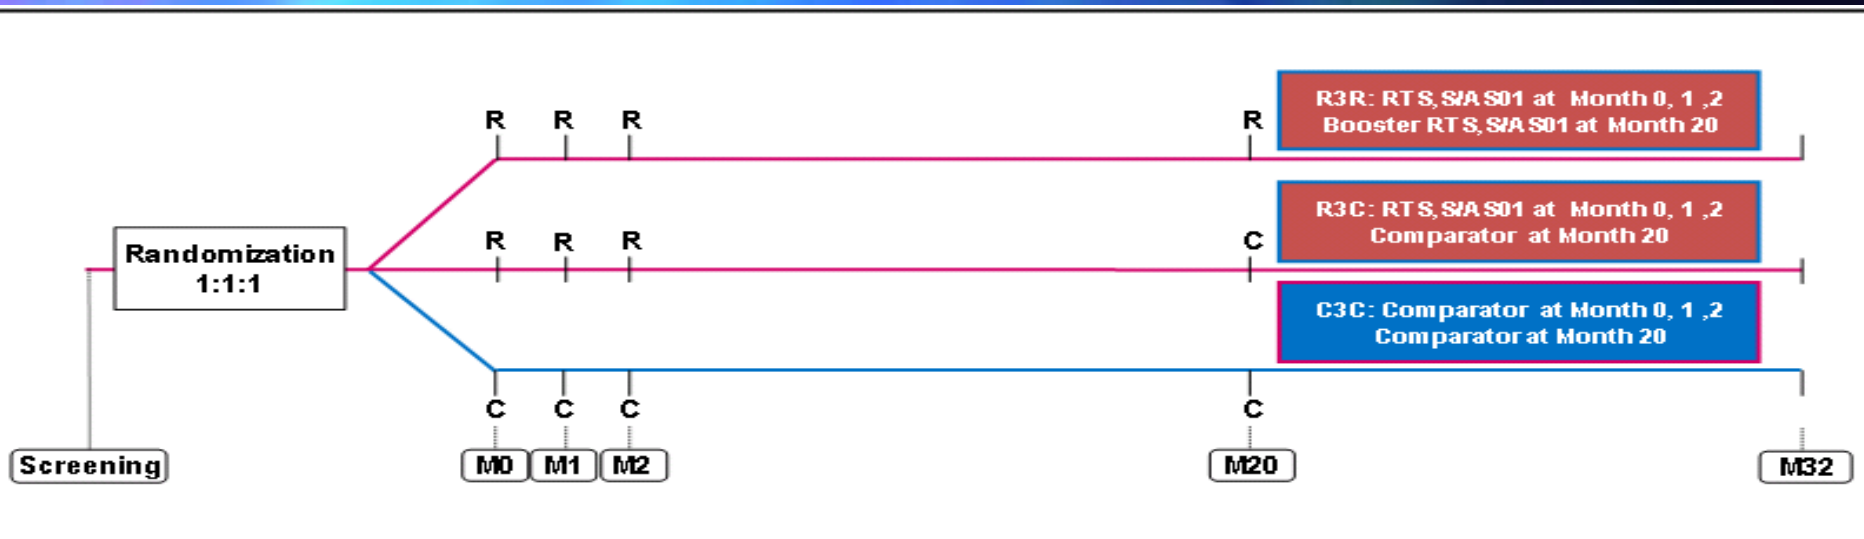 R R R R
R3R: RTS,S/AS01 at Month 0, 1 ,2
Booster RTS,S/AS01 at Month 20
R R R C
R3C: RTS,S/AS01 at Month 0, 1 ,2
Comparator at Month 20
Randomization
1:1:1
C3C: Comparator at Month 0, 1 ,2
Comparator at Month 20
C C C C
Screening M0 M1 M2 M20 M32